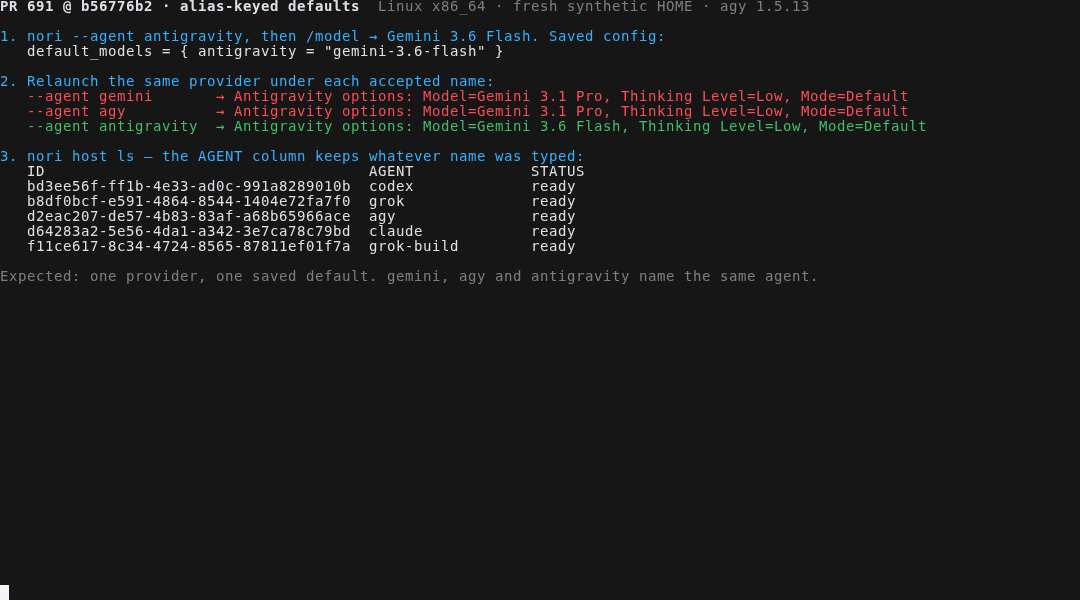 PR 691 @ b56776b2 · alias-keyed defaults  Linux x86_64 · fresh synthetic HOME · agy 1.5.13
1. nori --agent antigravity, then /model → Gemini 3.6 Flash. Saved config:
default_models = { antigravity = "gemini-3.6-flash" }
2. Relaunch the same provider under each accepted name:
--agent gemini       → Antigravity options: Model=Gemini 3.1 Pro, Thinking Level=Low, Mode=Default
--agent agy          → Antigravity options: Model=Gemini 3.1 Pro, Thinking Level=Low, Mode=Default
--agent antigravity  → Antigravity options: Model=Gemini 3.6 Flash, Thinking Level=Low, Mode=Default
3. nori host ls — the AGENT column keeps whatever name was typed:
ID                                    AGENT             STATUS
bd3ee56f-ff1b-4e33-ad0c-991a8289010b  codex             ready
b8df0bcf-e591-4864-8544-1404e72fa7f0  grok              ready
d2eac207-de57-4b83-83af-a68b65966ace  agy               ready
d64283a2-5e56-4da1-a342-3e7ca78c79bd  claude            ready
f11ce617-8c34-4724-8565-87811ef01f7a  grok-build        ready
Expected: one provider, one saved default. gemini, agy and antigravity name the same agent.